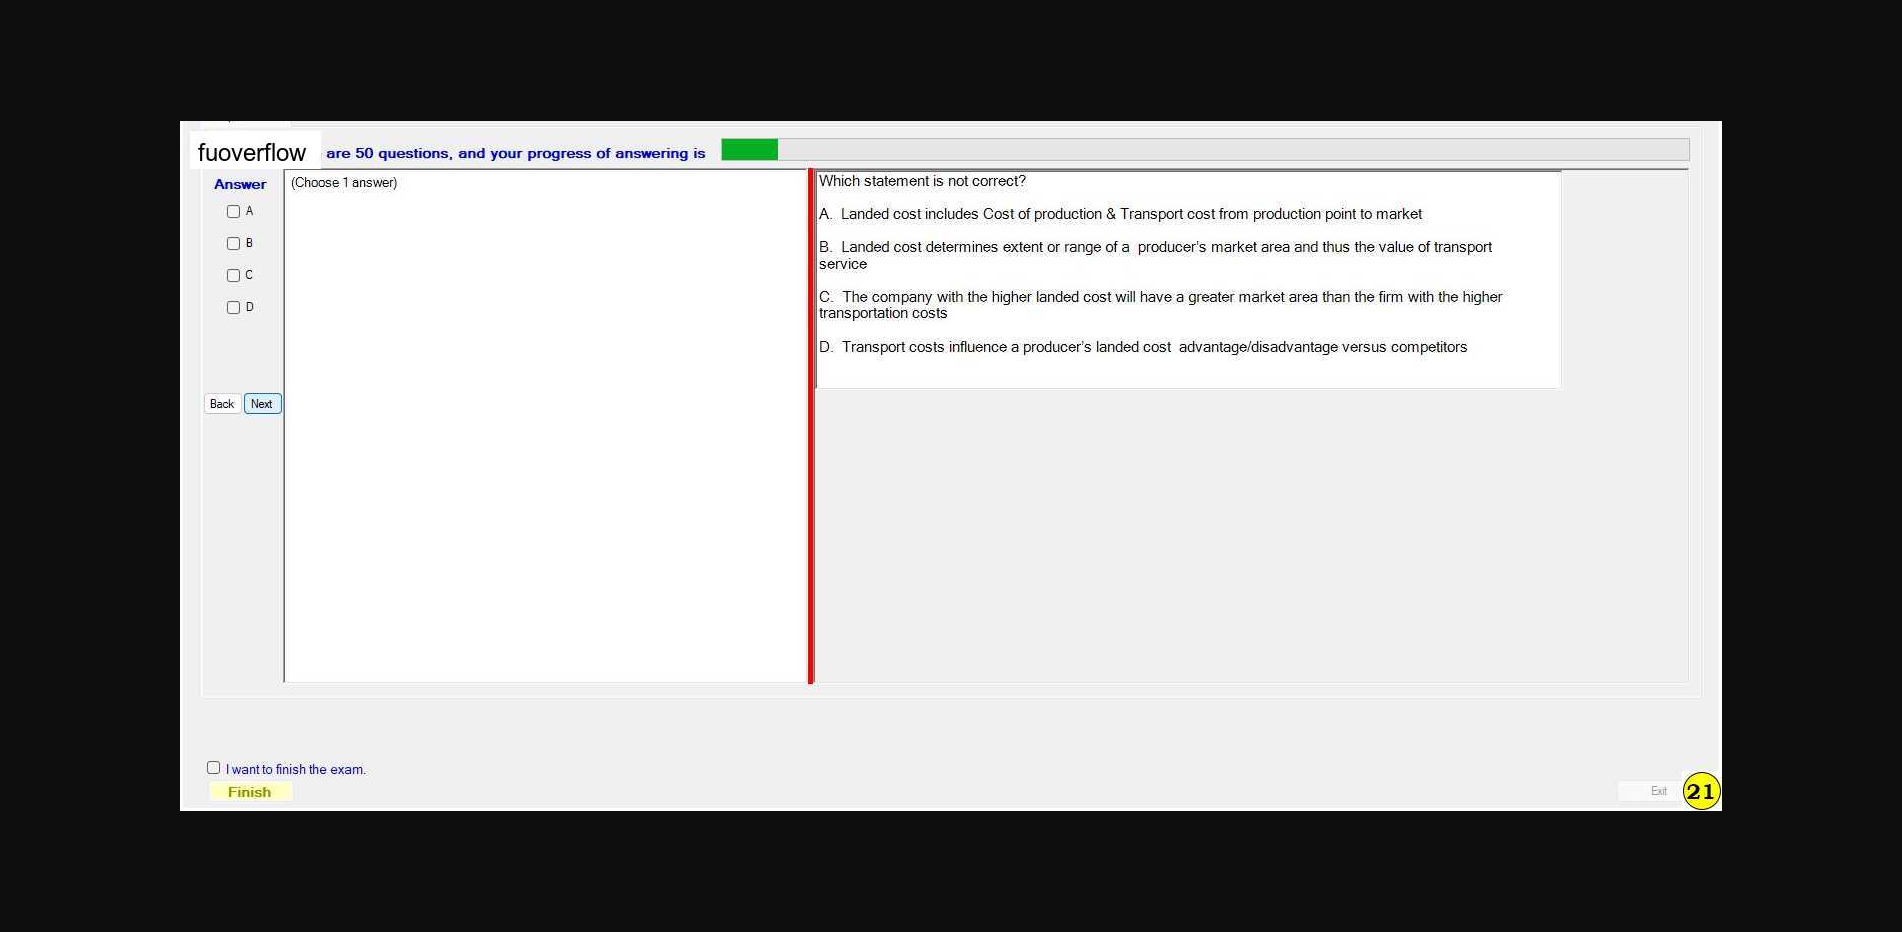 fuoverflow are 50 questions, and your progress of answering is
Answer
A
B
C
D
Back Next
(Choose 1 answer)
Which statement is not correct?
A. Landed cost includes Cost of production & Transport cost from production point to market
B. Landed cost determines extent or range of a producer's market area and thus the value of transport
service
C. The company with the higher landed cost will have a greater market area than the firm with the higher
transportation costs
D. Transport costs influence a producer's landed cost advantage/disadvantage versus competitors
I want to finish the exam.
Finish
Exit
21